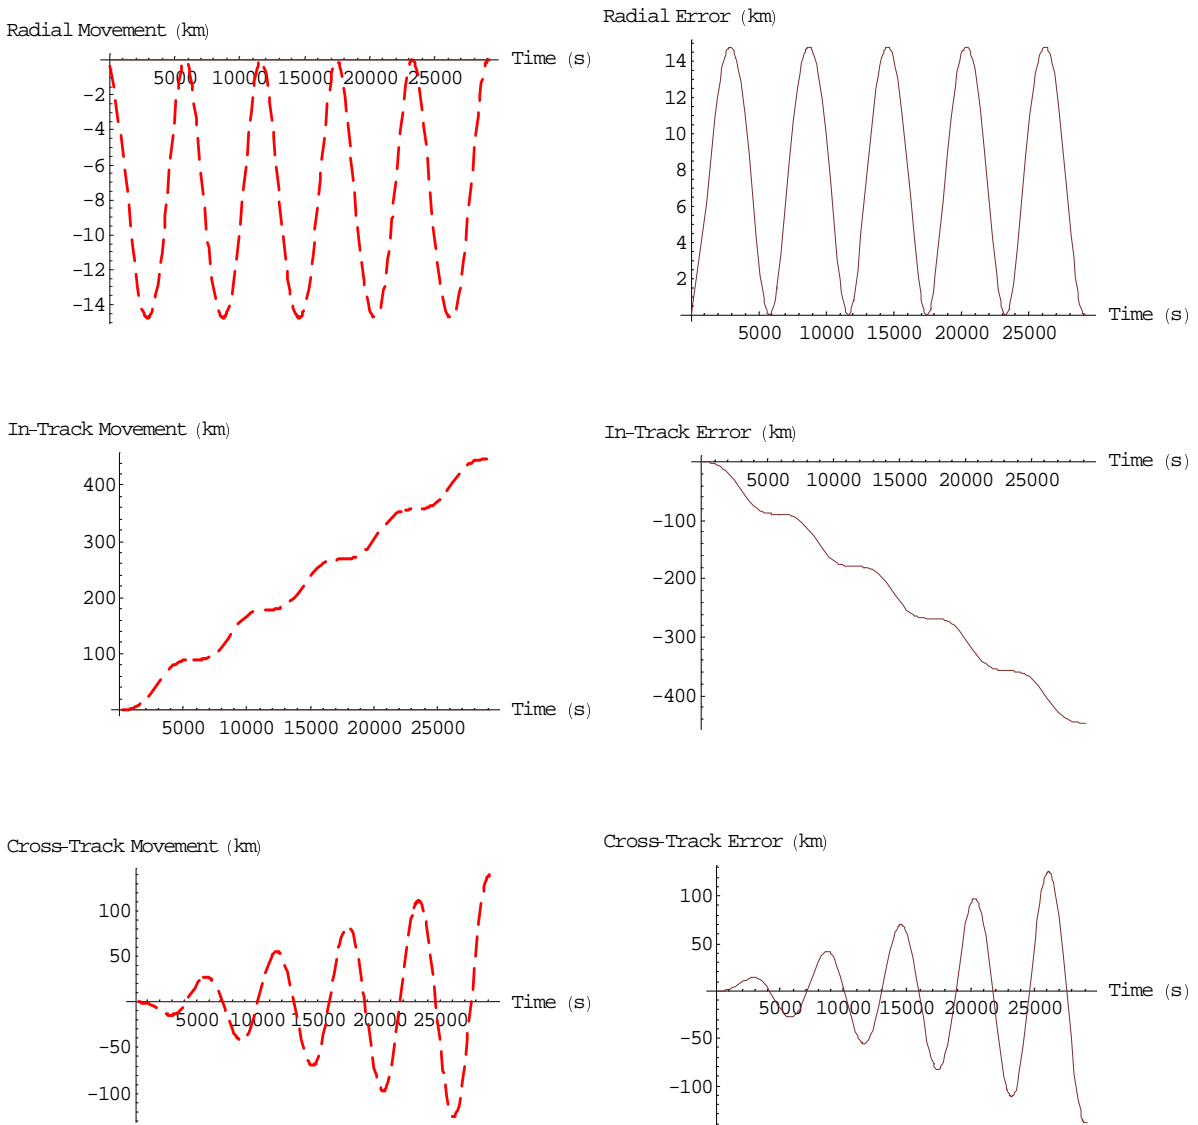 Radial Movement (km)
Time (s)
5000 10000 15000 20000 25000
-2
-4
-6
-8
-10
-12
-14
Radial Error (km)
14
12
10
8
6
4
2
Time (s)
5000 10000 15000 20000 25000
In-Track Movement (km)
400
300
200
100
Time (s)
5000 10000 15000 20000 25000
In-Track Error (km)
Time (s)
5000 10000 15000 20000 25000
-100
-200
-300
-400
Cross-Track Movement (km)
100
50
Time (s)
5000 10000 15000 20000 25000
-50
-100
Cross-Track Error (km)
100
50
Time (s)
5000 10000 15000 20000 25000
-50
-100